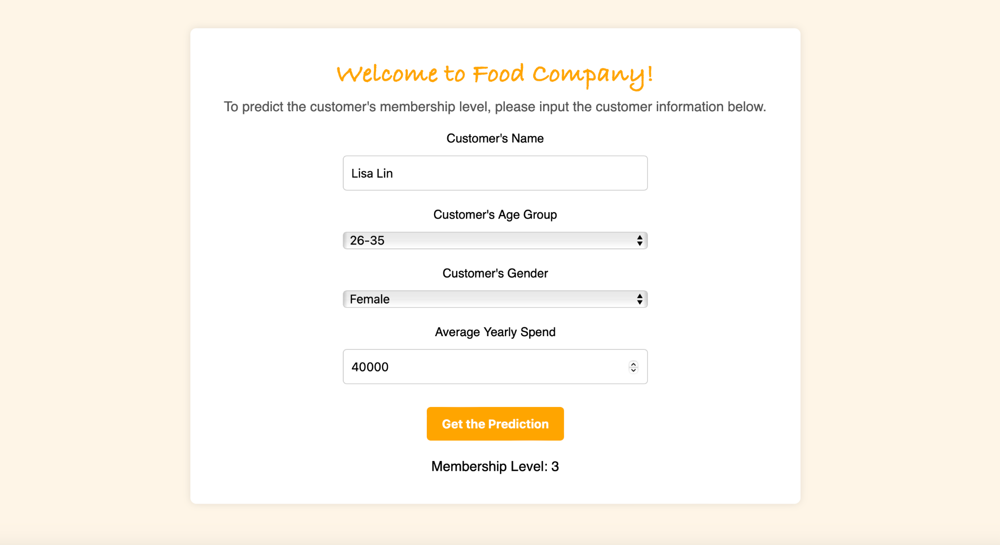 Welcome to Food Company!
To predict the customer's membership level, please input the customer information below.
Customer's Name
Lisa Lin
Customer's Age Group
26-35
Customer's Gender
Female
Average Yearly Spend
40000
Get the Prediction
Membership Level: 3